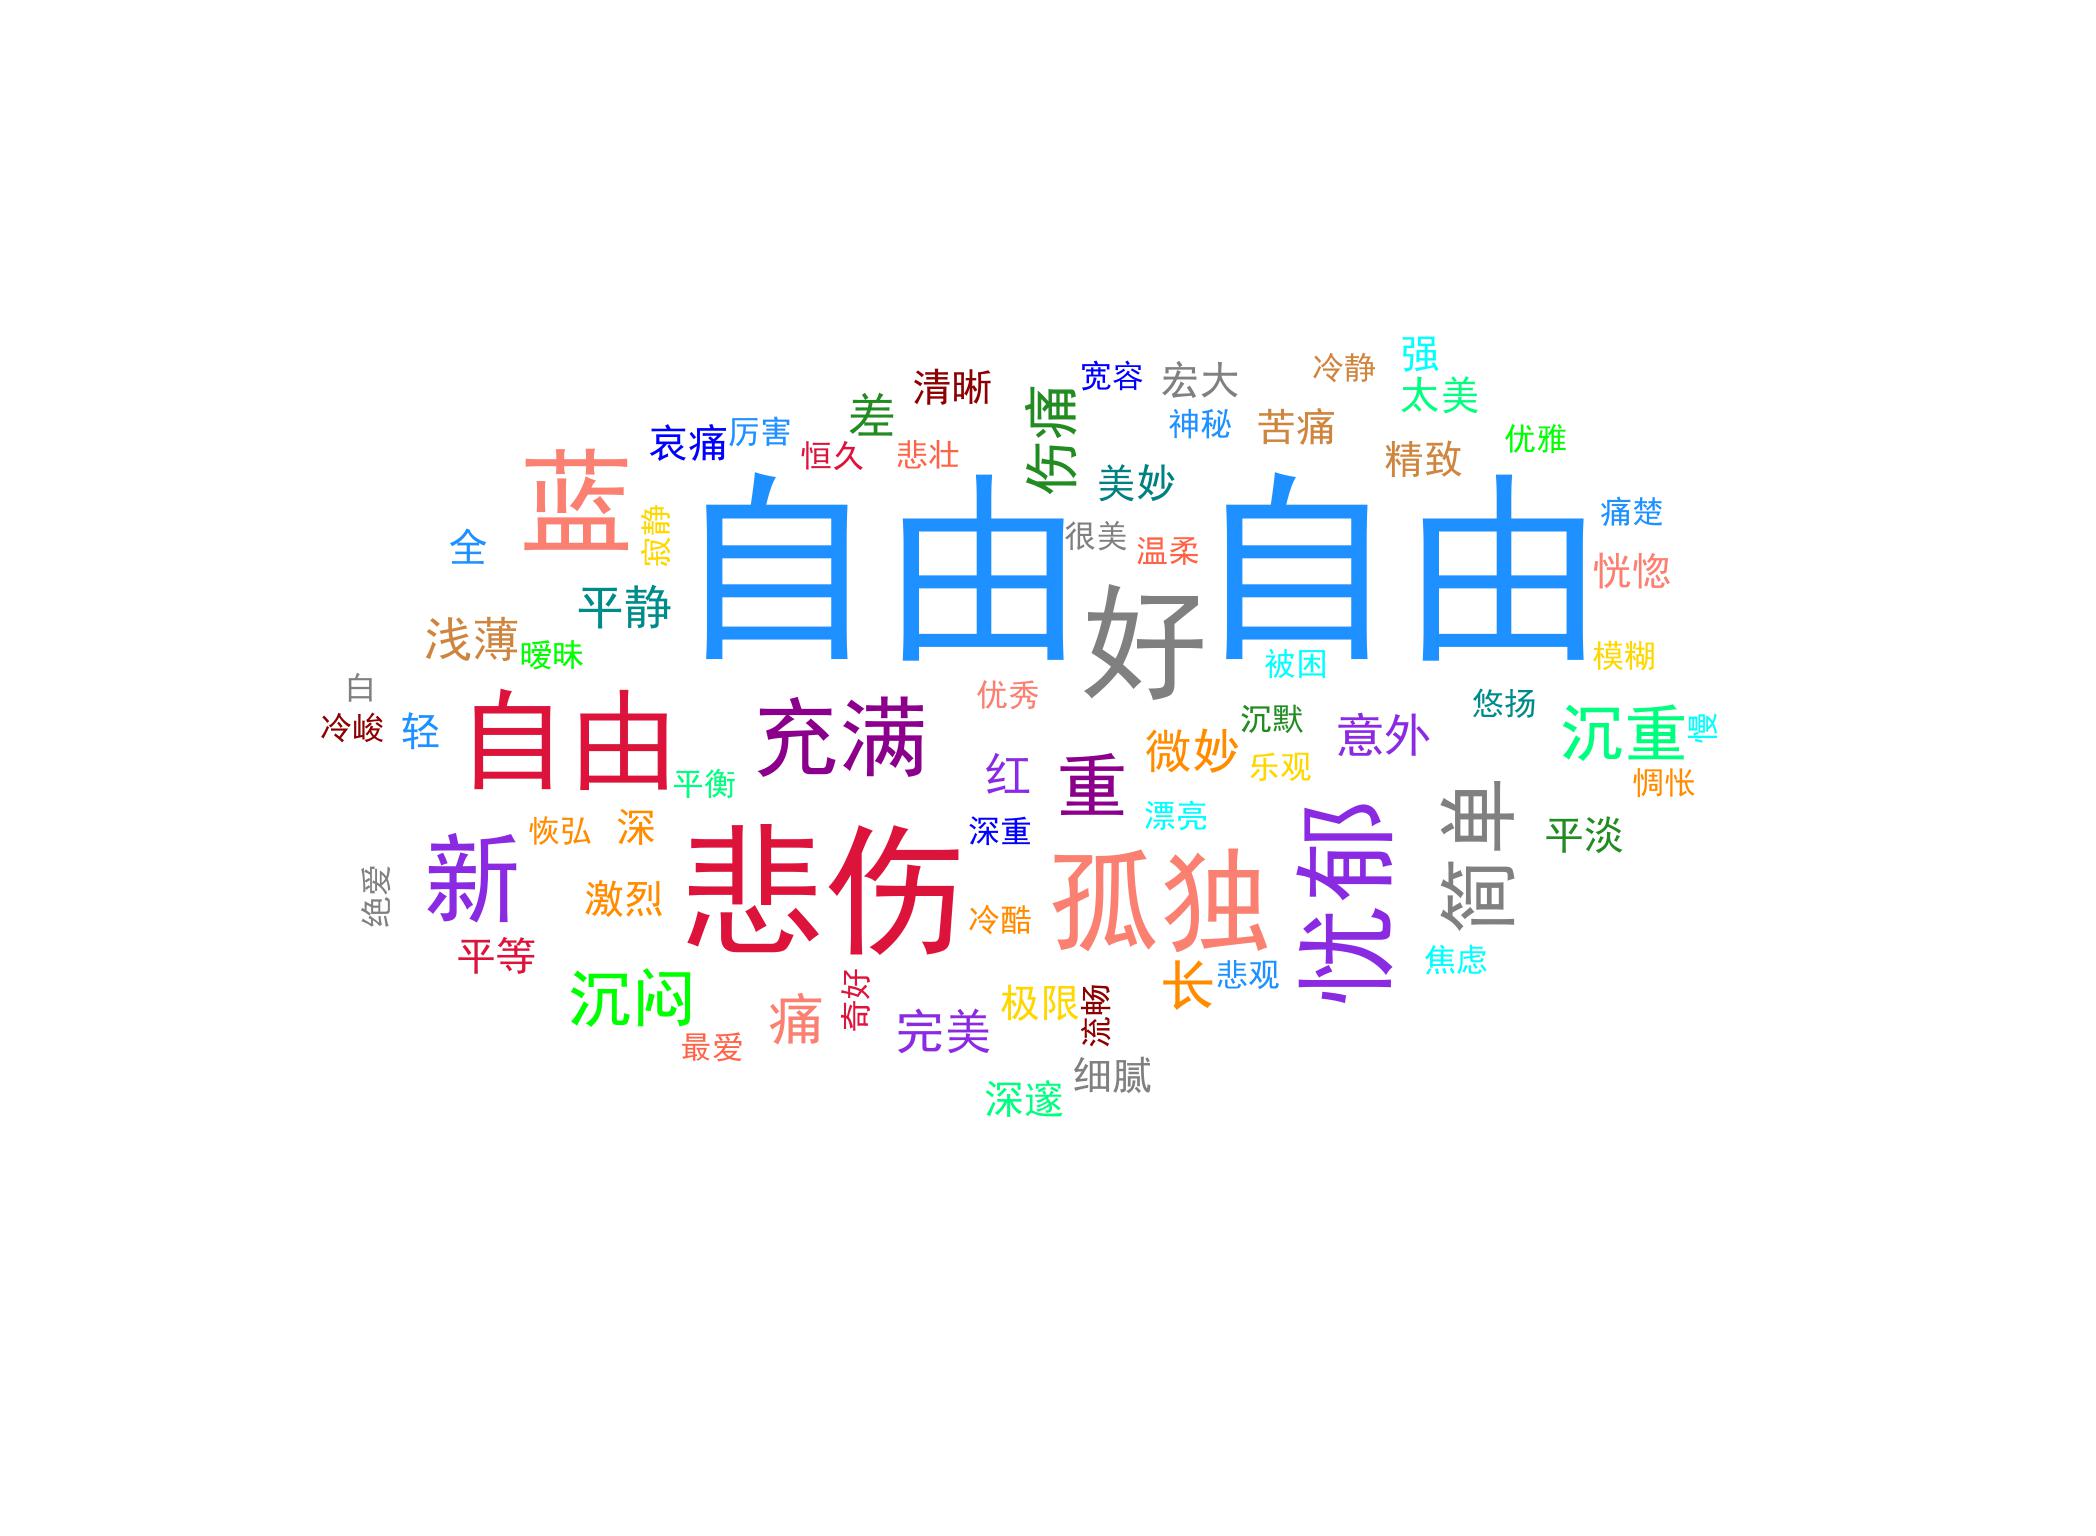 强
宽容
宏大
冷静
清晰
太美
差
哀痛
厉害
伤痛
神秘
苦痛
优雅
恒久
悲壮
精致
蓝
美妙
自由自由
痛楚
寂静
全
很美
温柔
恍惚
平静
好
浅薄
暧昧
被困
模糊
白
优秀
冷峻
轻
自由
充满
沉默
意外
悠扬
沉重
慢
微妙
红
重
乐观
平衡
惆怅
恢弘
深
深重
漂亮
简单
平淡
新
悲伤
孤独
忧郁
绝爱
激烈
冷酷
平等
焦虑
沉闷
痛
奇好
极限
流畅
长
悲观
最爱
完美
细腻
深邃